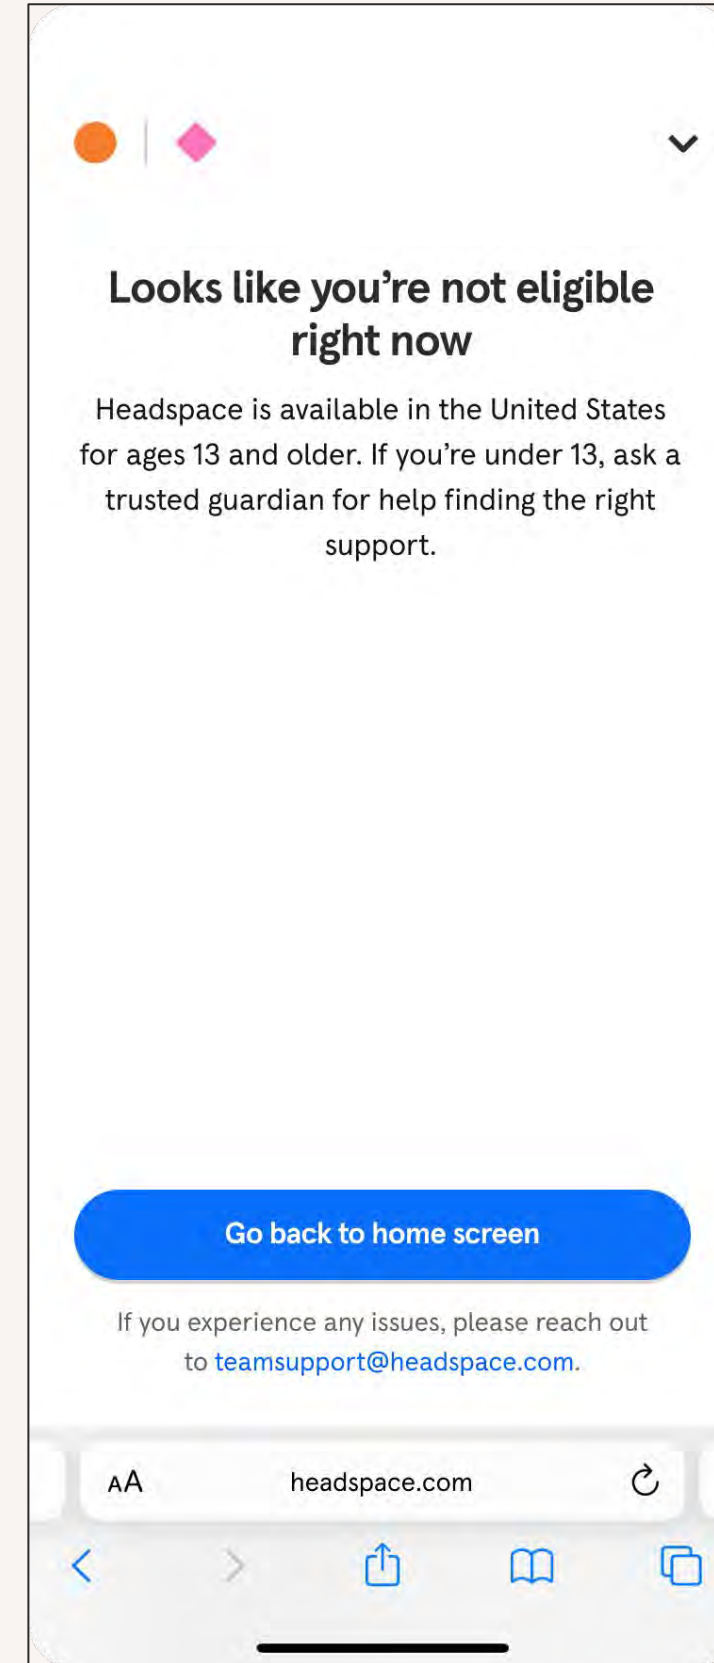 Looks like you’re not eligible
right now
Headspace is available in the United States
for ages 13 and older. If you’re under 13, ask a
trusted guardian for help finding the right
support.
Go back to home screen
If you experience any issues, please reach out
to teamsupport@headspace.com.
AA headspace.com